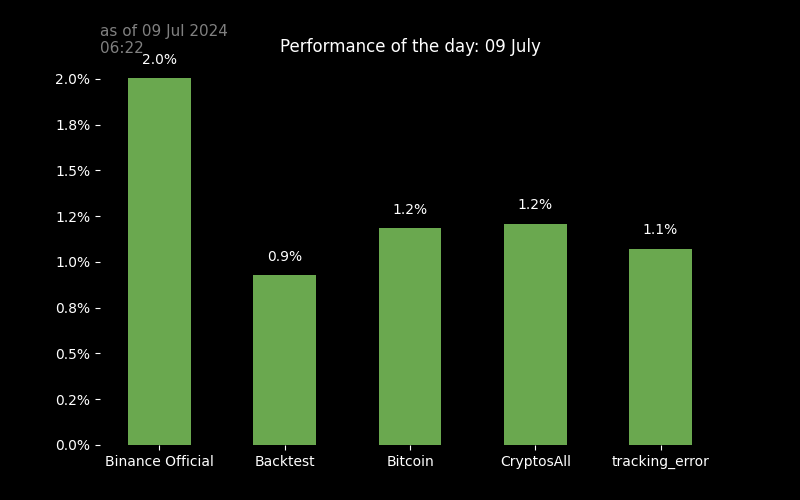 as of 09 Jul 2024
06:22
Performance of the day: 09 July
2.0%
0.9%
1.2%
1.2%
1.1%
2.0%
1.8%
1.5%
1.2%
1.0%
0.8%
0.5%
0.2%
0.0%
Binance Official
Backtest
Bitcoin
CryptosAll
tracking_error